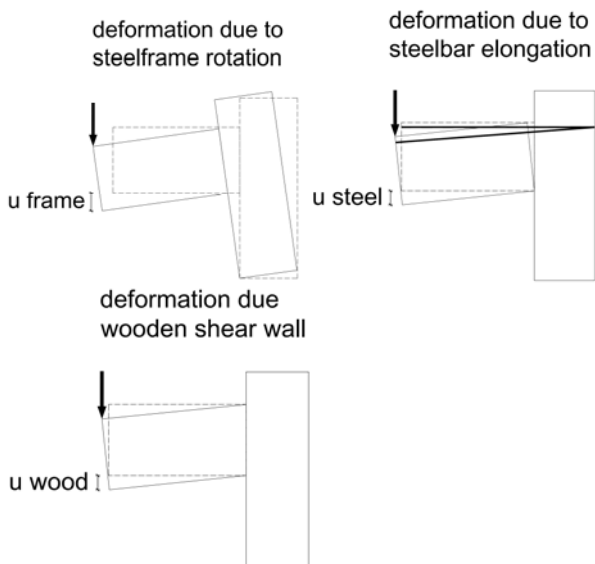 deformation due to
steelframe rotation
u frame
deformation due to
steelbar elongation
u steel
deformation due
wooden shear wall
u wood